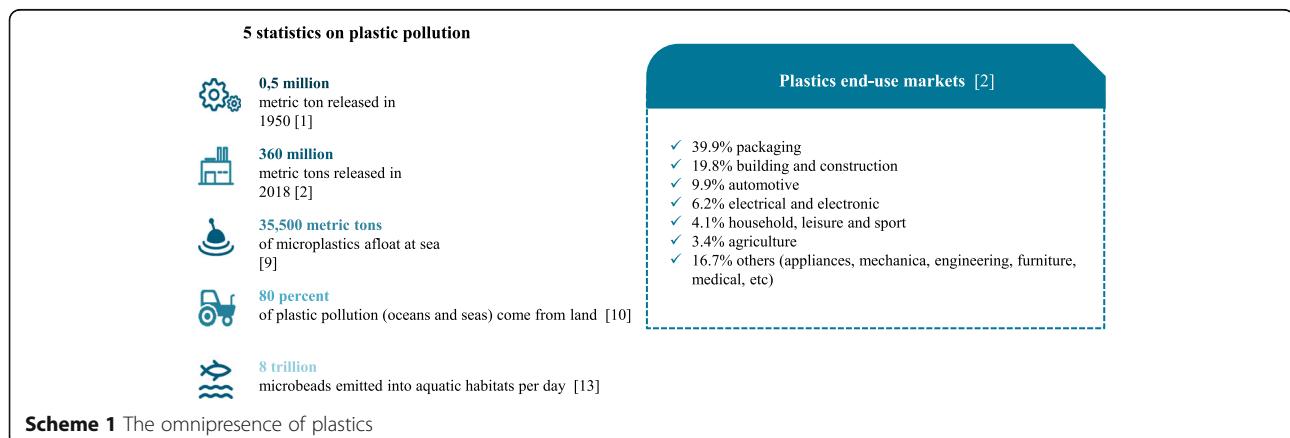 5 statistics on plastic pollution
0,5 million
metric ton released in
1950 [1]
360 million
metric tons released in
2018 [2]
35,500 metric tons
of microplastics afloat at sea
[9]
80 percent
of plastic pollution (oceans and seas) come from land [10]
8 trillion
microbeads emitted into aquatic habitats per day [13]
Plastics end-use markets [2]
✓ 39.9% packaging
✓ 19.8% building and construction
✓ 9.9% automotive
✓ 6.2% electrical and electronic
✓ 4.1% household, leisure and sport
✓ 3.4% agriculture
✓ 16.7% others (appliances, mechanica, engineering, furniture,
medical, etc)
Scheme 1 The omnipresence of plastics